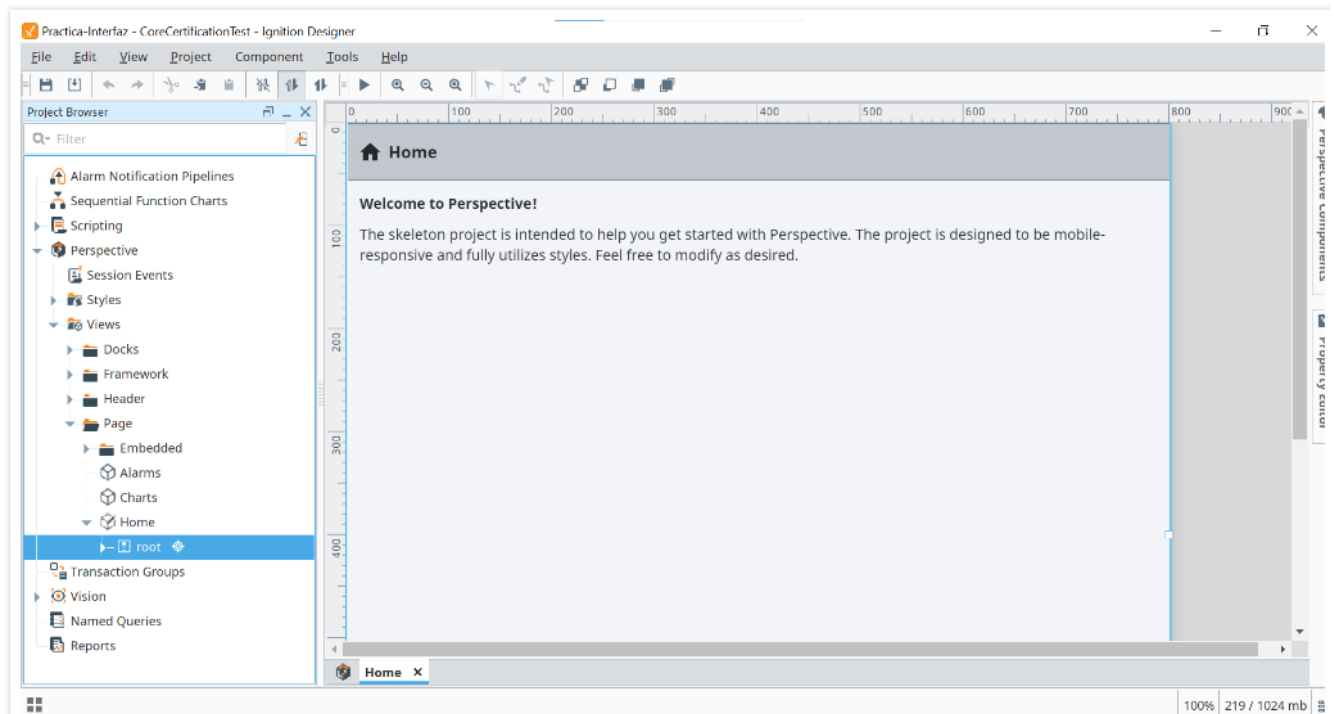 Practica-Interfaz - CoreCertificationTest - Ignition Designer
File Edit View Project Component Tools Help
Project Browser
Filter
Alarm Notification Pipelines
Sequential Function Charts
Scripting
Perspective
Session Events
Styles
Views
Docks
Framework
Header
Page
Embedded
Alarms
Charts
Home
root
Transaction Groups
Vision
Named Queries
Reports
0 100 200 300 400 500 600 700 800 900
0
100
200
300
400
Home
Welcome to Perspective!
The skeleton project is intended to help you get started with Perspective. The project is designed to be mobile-
responsive and fully utilizes styles. Feel free to modify as desired.
Perspective Components
Property Editor
Home X
100% 219 / 1024 mb